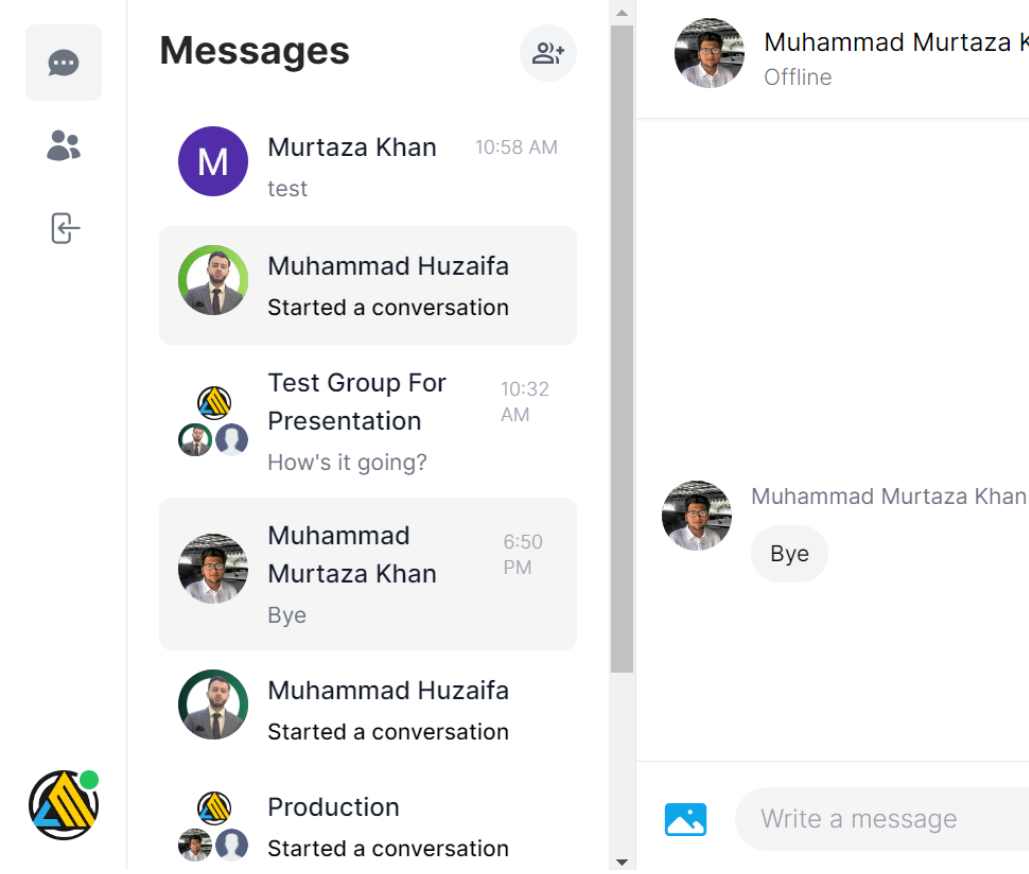 Messages
M
Murtaza Khan
10:58 AM
test
Muhammad Huzaifa
Started a conversation
Test Group For
Presentation
10:32
AM
How's it going?
Muhammad
Murtaza Khan
6:50
PM
Bye
Muhammad Huzaifa
Started a conversation
Production
Started a conversation
Muhammad Murtaza K
Offline
Muhammad Murtaza Khan
Bye
Write a message